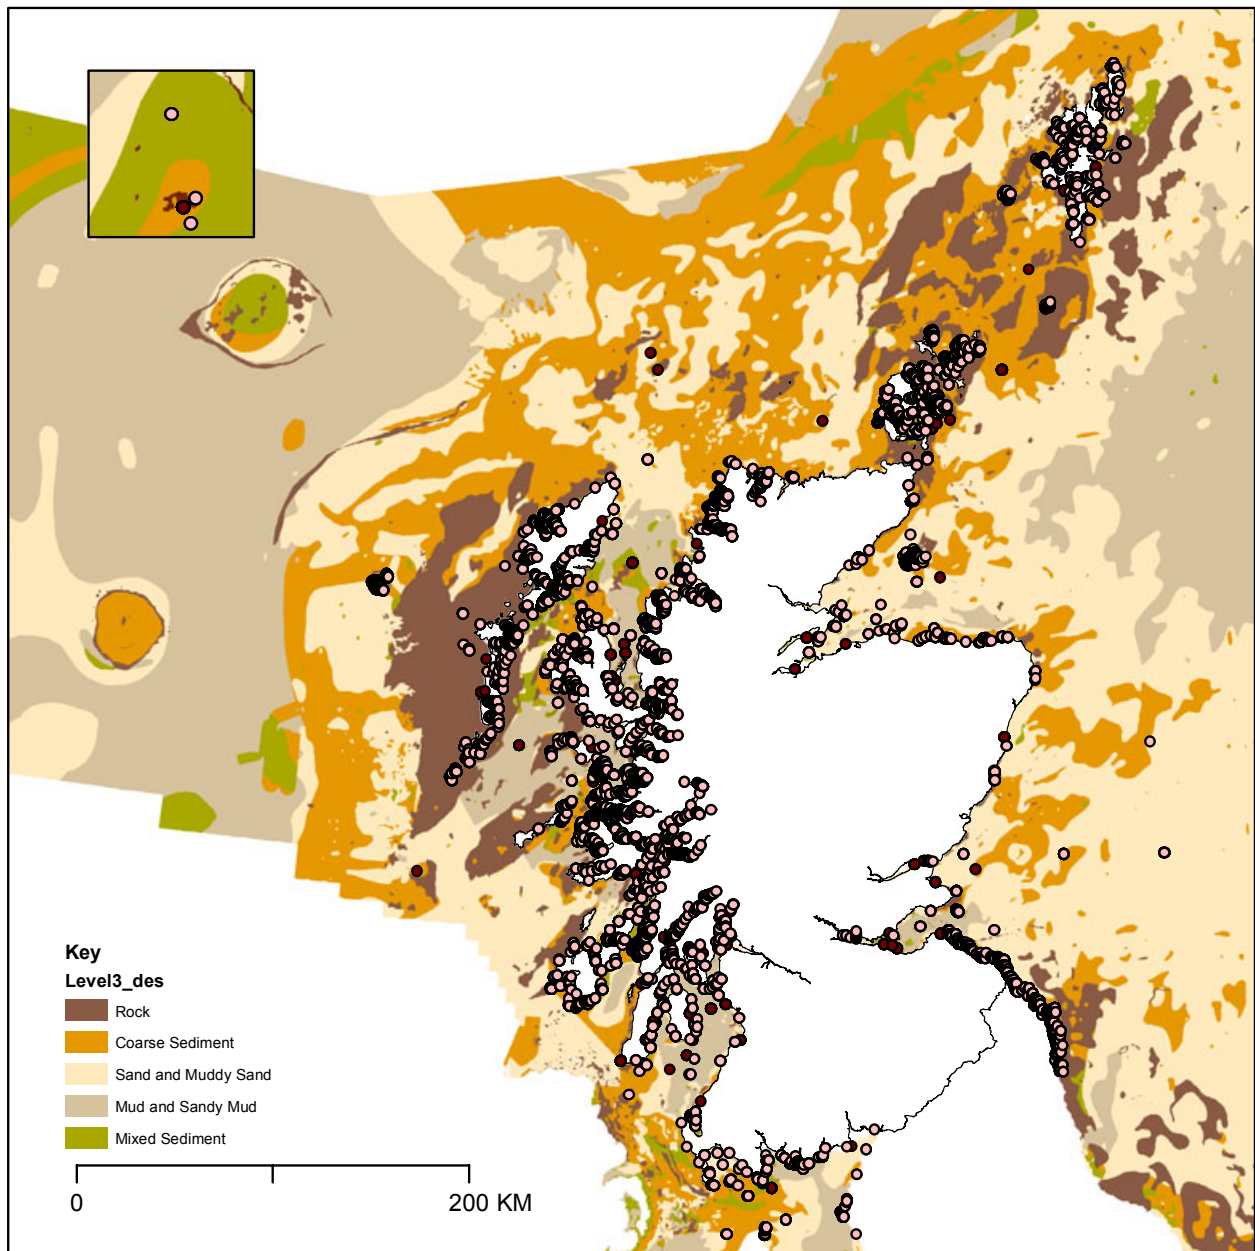 Key
Level3_des
Rock
Coarse Sediment
Sand and Muddy Sand
Mud and Sandy Mud
Mixed Sediment
0 200 KM